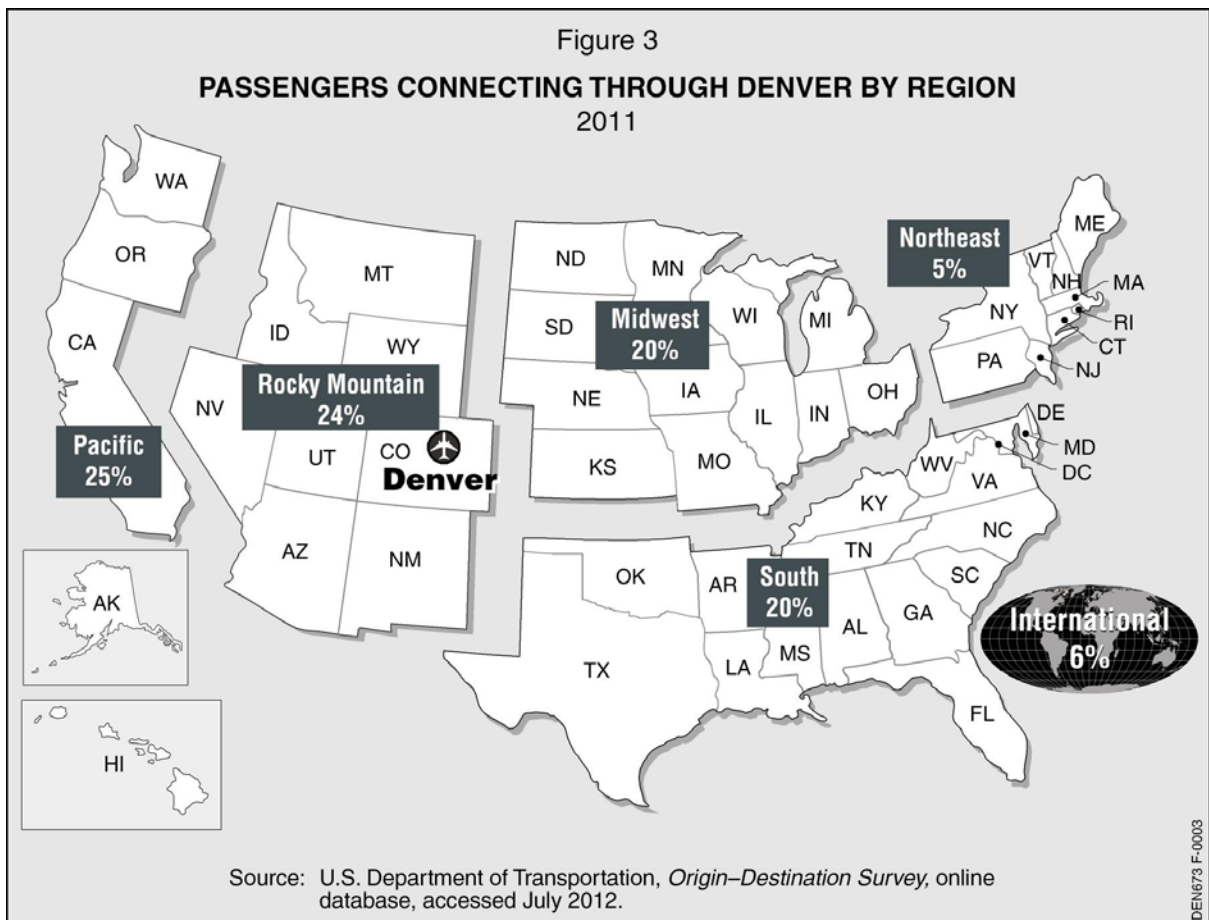 Figure 3
PASSENGERS CONNECTING THROUGH DENVER BY REGION
2011
WA
OR
CA
Pacific
25%
MT
ID
WY
NV
Rocky Mountain
24%
UT
CO
Denver
AZ
NM
ND
MN
SD
WI
MI
Midwest
20%
NE
IA
IL
IN
OH
KS
MO
Northeast
5%
ME
VT
NH
MA
NY
RI
CT
PA
NJ
DE
MD
DC
WV
VA
KY
NC
TN
SC
OK
AR
South
20%
GA
AL
MS
LA
TX
FL
International
6%
AK
HI
Source: U.S. Department of Transportation, Origin–Destination Survey, online
database, accessed July 2012.
DEN673 F-0003